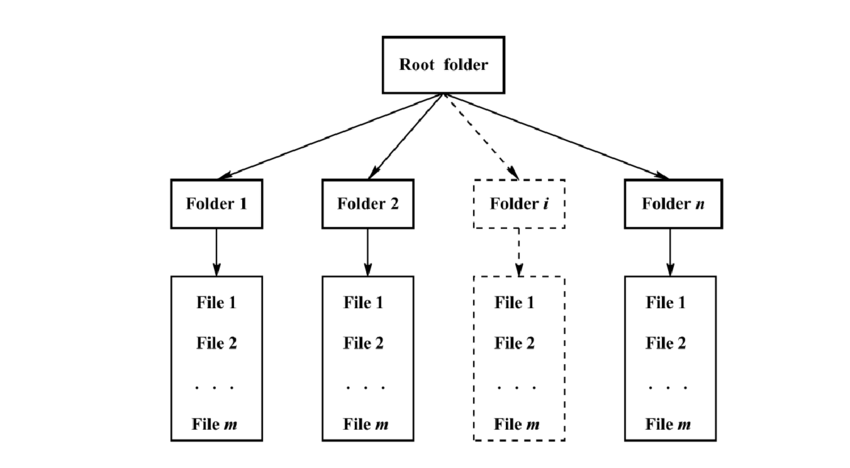 Root folder
Folder 1
Folder 2
Folder i
Folder n
File 1
File 2
. . .
File m
File 1
File 2
. . .
File m
File 1
File 2
. . .
File m
File 1
File 2
. . .
File m